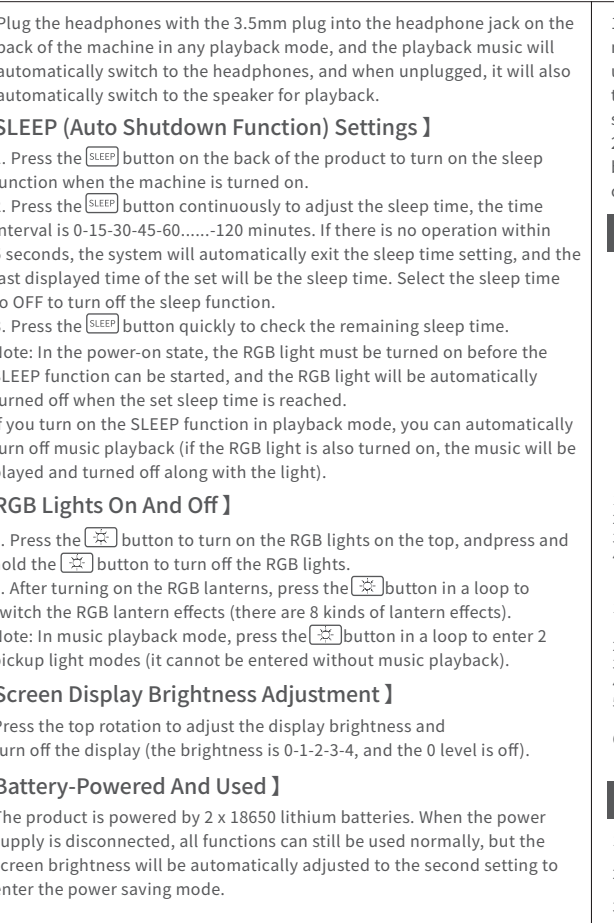 Plug the headphones with the 3.5mm plug into the headphone jack on the
back of the machine in any playback mode, and the playback music will
automatically switch to the headphones, and when unplugged, it will also
automatically switch to the speaker for playback.
SLEEP (Auto Shutdown Function) Settings 】
. Press the SLEEP button on the back of the product to turn on the sleep
unction when the machine is turned on.
. Press the SLEEP button continuously to adjust the sleep time, the time
nterval is 0-15-30-45-60......-120 minutes. If there is no operation within
seconds, the system will automatically exit the sleep time setting, and the
ast displayed time of the set will be the sleep time. Select the sleep time
o OFF to turn off the sleep function.
. Press the SLEEP button quickly to check the remaining sleep time.
Note: In the power-on state, the RGB light must be turned on before the
SLEEP function can be started, and the RGB light will be automatically
urned off when the set sleep time is reached.
f you turn on the SLEEP function in playback mode, you can automatically
urn off music playback (if the RGB light is also turned on, the music will be
played and turned off along with the light).
RGB Lights On And Off 】
. Press the button to turn on the RGB lights on the top, andpress and
old the button to turn off the RGB lights.
. After turning on the RGB lanterns, press the button in a loop to
witch the RGB lantern effects (there are 8 kinds of lantern effects).
Note: In music playback mode, press the button in a loop to enter 2
pickup light modes (it cannot be entered without music playback).
Screen Display Brightness Adjustment 】
Press the top rotation to adjust the display brightness and
urn off the display (the brightness is 0-1-2-3-4, and the 0 level is off).
Battery-Powered And Used 】
The product is powered by 2 x 18650 lithium batteries. When the power
supply is disconnected, all functions can still be used normally, but the
screen brightness will be automatically adjusted to the second setting to
enter the power saving mode.